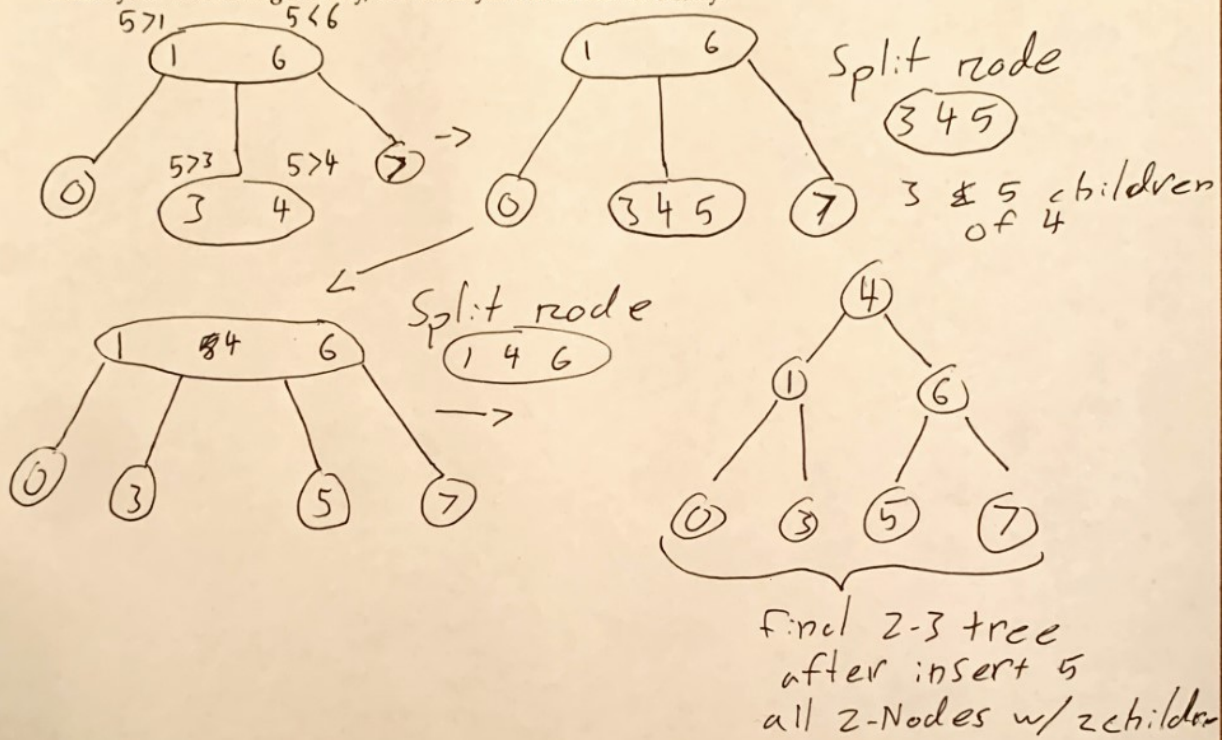 5>1 5<6
1 6
5>3 5>4
0 3 4 7
->
1 6
0 3 4 5 7
Split node
3 4 5
3 & 5 children
of 4
1 4 6
0 3 5 7
Split node
1 4 6
4
1 6
0 3 5 7
final 2-3 tree
after insert 5
all 2-Nodes w/ 2childre